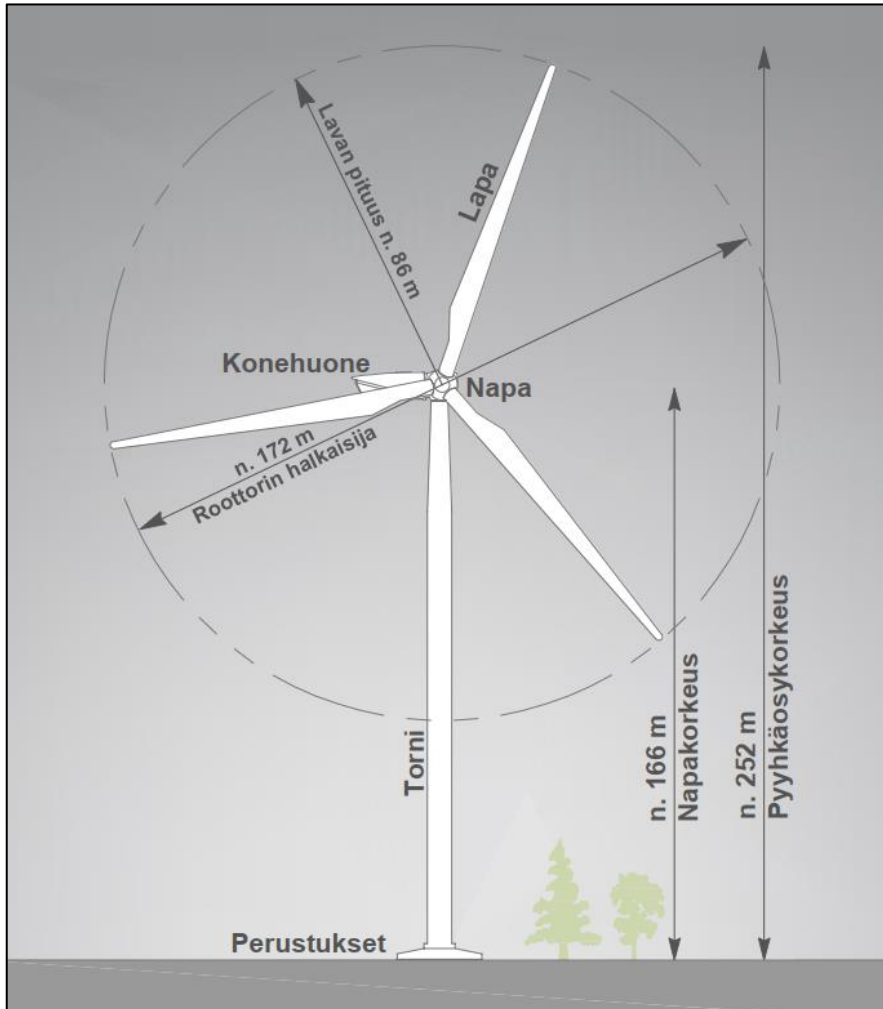 Lavan pituus n. 86 m
Lapa
Konehuone
Napa
n. 172 m
Roottorin halkaisija
Torni
n. 166 m
Napakorkeus
n. 252 m
Pyyhkäosykorkeus
Perustukset